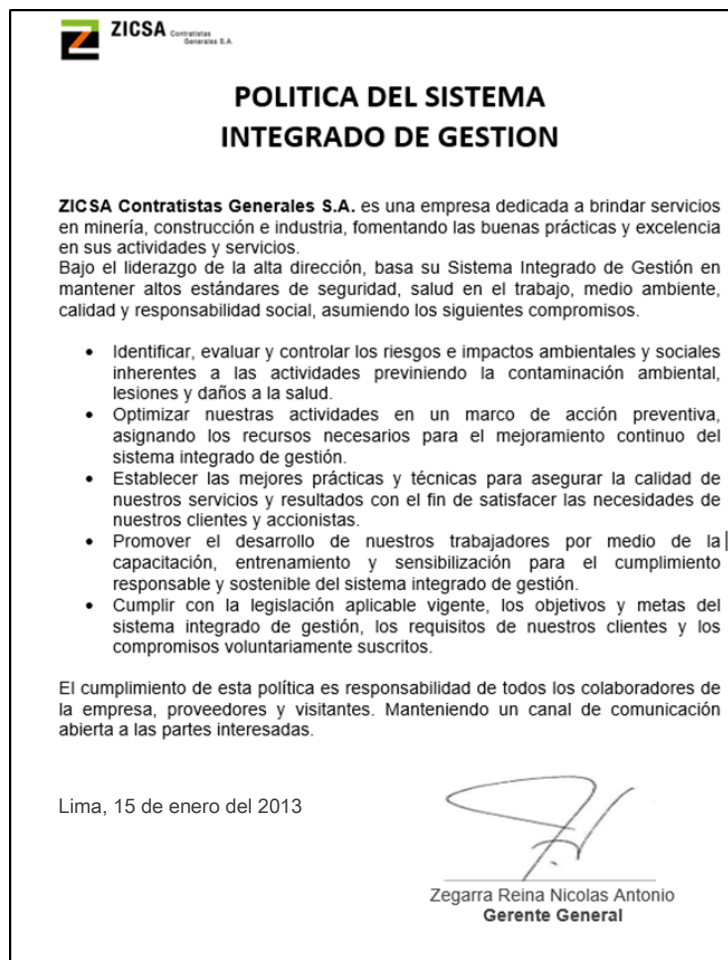 ZICSA Contratistas
Generales S.A.
POLITICA DEL SISTEMA
INTEGRADO DE GESTION
ZICSA Contratistas Generales S.A. es una empresa dedicada a brindar servicios
en minería, construcción e industria, fomentando las buenas prácticas y excelencia
en sus actividades y servicios.
Bajo el liderazgo de la alta dirección, basa su Sistema Integrado de Gestión en
mantener altos estándares de seguridad, salud en el trabajo, medio ambiente,
calidad y responsabilidad social, asumiendo los siguientes compromisos.
• Identificar, evaluar y controlar los riesgos e impactos ambientales y sociales
inherentes a las actividades previniendo la contaminación ambiental,
lesiones y daños a la salud.
• Optimizar nuestras actividades en un marco de acción preventiva,
asignando los recursos necesarios para el mejoramiento continuo del
sistema integrado de gestión.
• Establecer las mejores prácticas y técnicas para asegurar la calidad de
nuestros servicios y resultados con el fin de satisfacer las necesidades de
nuestros clientes y accionistas.
• Promover el desarrollo de nuestros trabajadores por medio de la
capacitación, entrenamiento y sensibilización para el cumplimiento
responsable y sostenible del sistema integrado de gestión.
• Cumplir con la legislación aplicable vigente, los objetivos y metas del
sistema integrado de gestión, los requisitos de nuestros clientes y los
compromisos voluntariamente suscritos.
El cumplimiento de esta política es responsabilidad de todos los colaboradores de
la empresa, proveedores y visitantes. Manteniendo un canal de comunicación
abierta a las partes interesadas.
Lima, 15 de enero del 2013
Zegarra Reina Nicolas Antonio
Gerente General